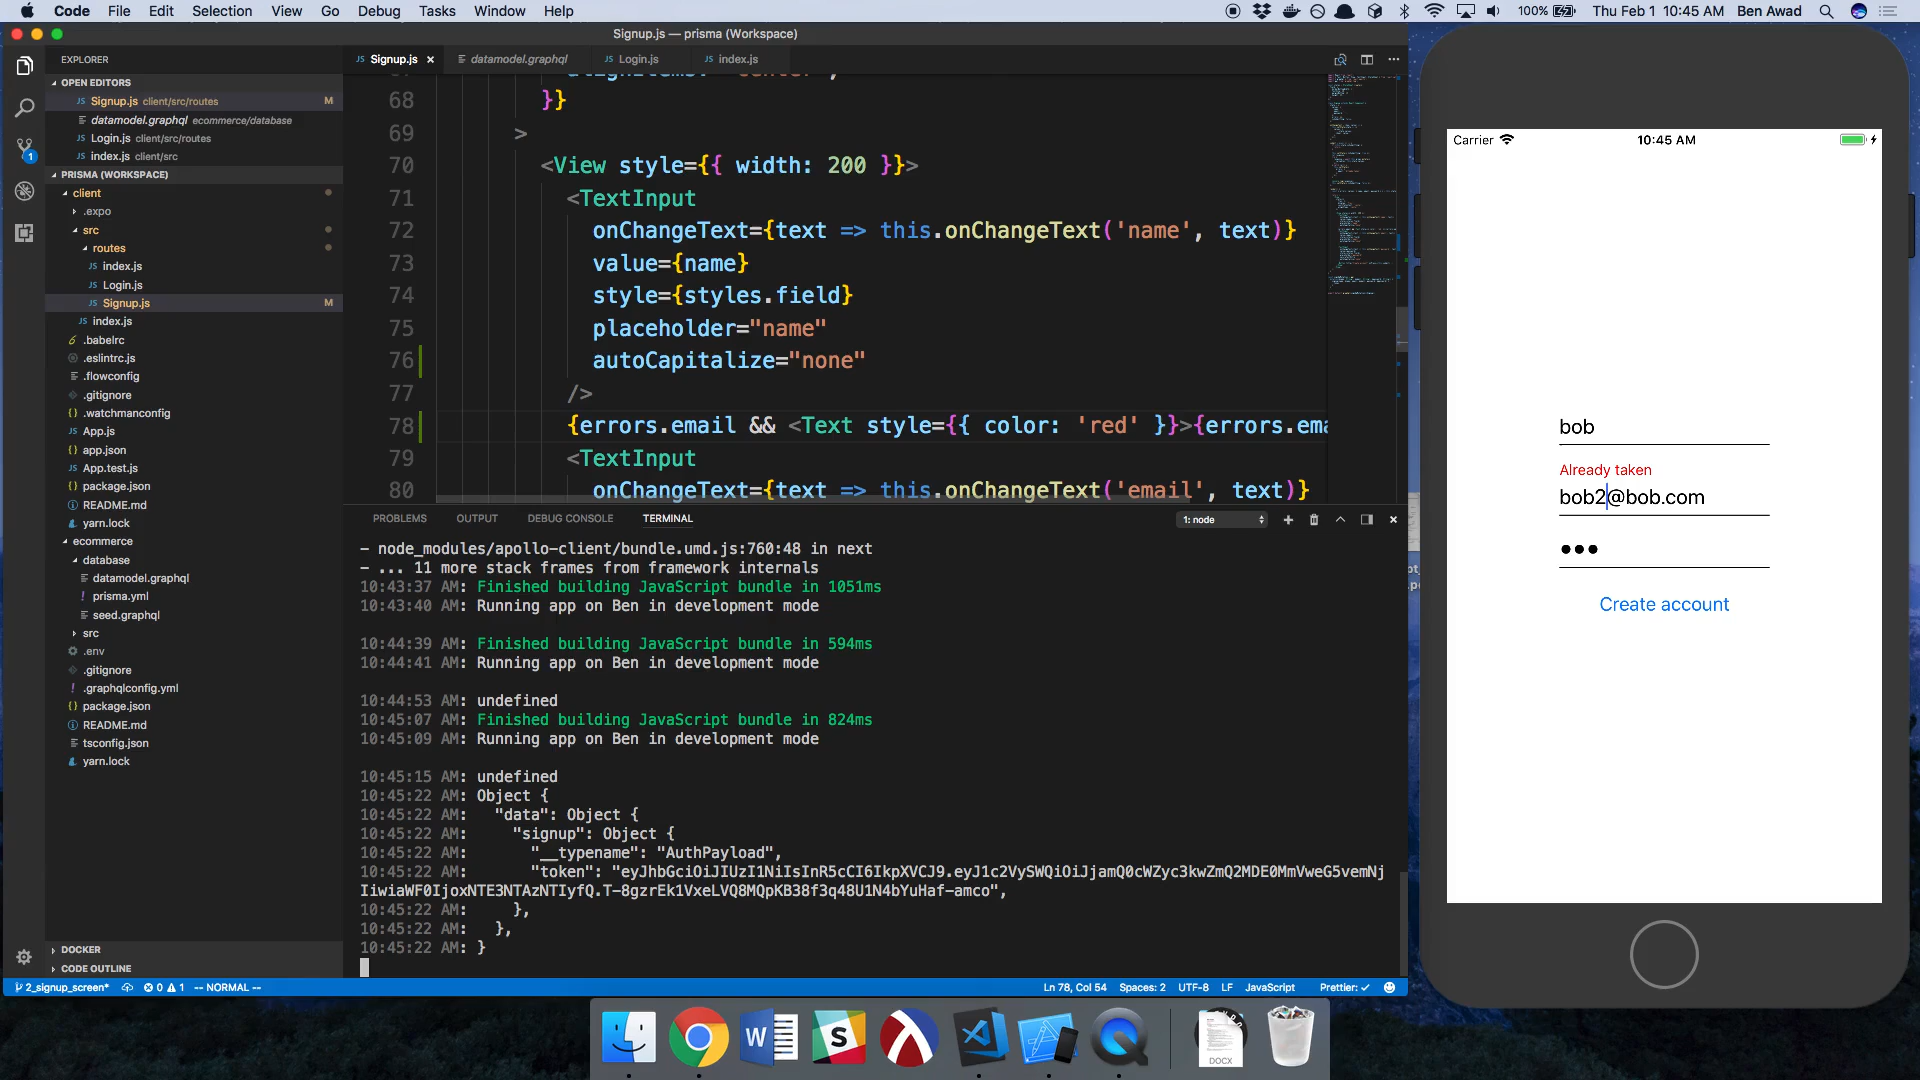 Code File Edit Selection View Go Debug Tasks Window Help
100% Thu Feb 1 10:45 AM Ben Awad
Signup.js — prisma (Workspace)
EXPLORER
OPEN EDITORS
JS Signup.js client/src/routes M
datamodel.graphql ecommerce/database
JS Login.js client/src/routes
JS index.js client/src
PRISMA (WORKSPACE)
client
.expo
src
routes
JS index.js
JS Login.js
JS Signup.js M
JS index.js
.babelrc
.eslintrc.js
.flowconfig
.gitignore
{} .watchmanconfig
JS App.js
{} app.json
JS App.test.js
{} package.json
README.md
yarn.lock
ecommerce
database
datamodel.graphql
! prisma.yml
seed.graphql
src
.env
.gitignore
! .graphqlconfig.yml
{} package.json
README.md
tsconfig.json
yarn.lock
DOCKER
CODE OUTLINE
JS Signup.js × datamodel.graphql JS Login.js JS index.js
alignItems: 'center',
68 }}
69 >
70 <View style={{ width: 200 }}>
71 <TextInput
72 onChangeText={text => this.onChangeText('name', text)}
73 value={name}
74 style={styles.field}
75 placeholder="name"
76 autoCapitalize="none"
77 />
78 {errors.email && <Text style={{ color: 'red' }}>{errors.ema
79 <TextInput
80 onChangeText={text => this.onChangeText('email', text)}
PROBLEMS OUTPUT DEBUG CONSOLE TERMINAL 1: node
- node_modules/apollo-client/bundle.umd.js:760:48 in next
- ... 11 more stack frames from framework internals
10:43:37 AM: Finished building JavaScript bundle in 1051ms
10:43:40 AM: Running app on Ben in development mode
10:44:39 AM: Finished building JavaScript bundle in 594ms
10:44:41 AM: Running app on Ben in development mode
10:44:53 AM: undefined
10:45:07 AM: Finished building JavaScript bundle in 824ms
10:45:09 AM: Running app on Ben in development mode
10:45:15 AM: undefined
10:45:22 AM: Object {
10:45:22 AM: "data": Object {
10:45:22 AM: "signup": Object {
10:45:22 AM: "__typename": "AuthPayload",
10:45:22 AM: "token": "eyJhbGciOiJIUzI1NiIsInR5cCI6IkpXVCJ9.eyJ1c2VySWQiOiJjamQ0cWZyc3kwZmQ2MDE0MmVweG5vemNj
IiwiaWF0IjoxNTE3NTAzNTIyfQ.T-8gzrEk1VxeLVQ8MQpKB38f3q48U1N4bYuHaf-amco",
10:45:22 AM: },
10:45:22 AM: },
10:45:22 AM: }
2_signup_screen* 0 1 -- NORMAL -- Ln 78, Col 54 Spaces: 2 UTF-8 LF JavaScript Prettier: ✓
Carrier 10:45 AM
bob
Already taken
bob2@bob.com
Create account
W S DOCX